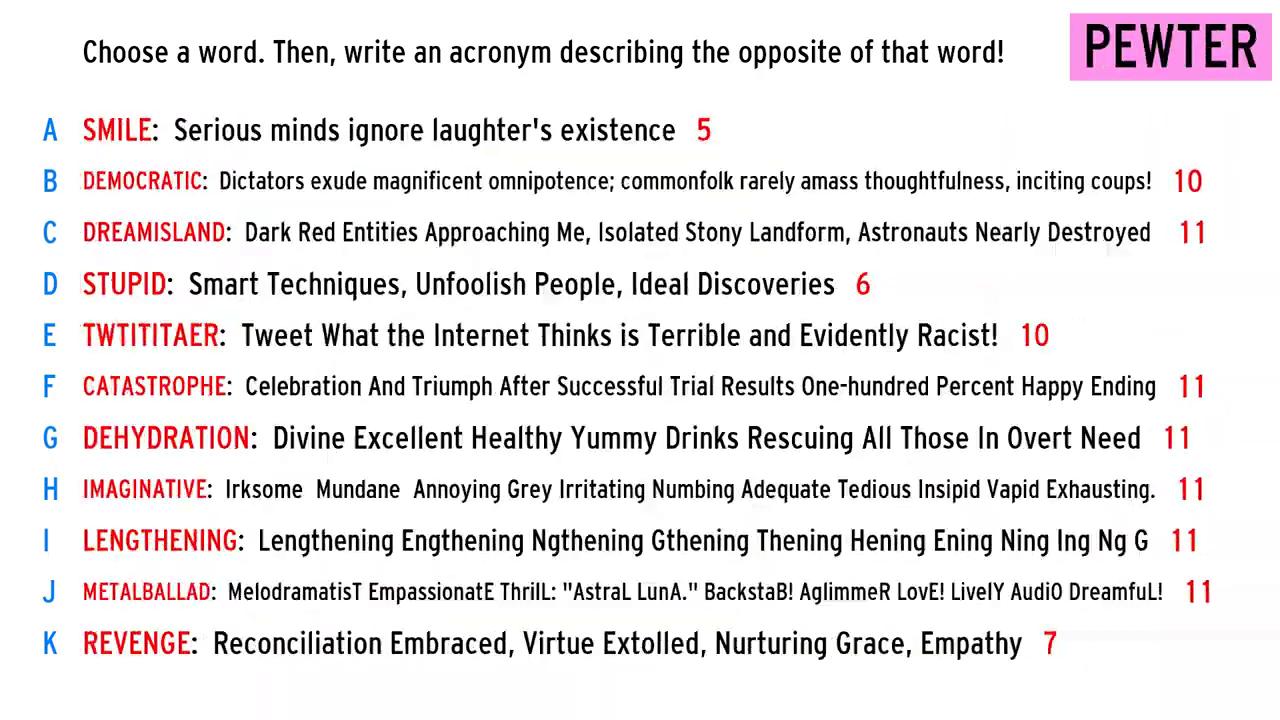 Choose a word. Then, write an acronym describing the opposite of that word!
PEWTER
A SMILE: Serious minds ignore laughter's existence 5
B DEMOCRATIC: Dictators exude magnificent omnipotence; commonfolk rarely amass thoughtfulness, inciting coups! 10
C DREAMISLAND: Dark Red Entities Approaching Me, Isolated Stony Landform, Astronauts Nearly Destroyed 11
D STUPID: Smart Techniques, Unfoolish People, Ideal Discoveries 6
E TWTITITAER: Tweet What the Internet Thinks is Terrible and Evidently Racist! 10
F CATASTROPHE: Celebration And Triumph After Successful Trial Results One-hundred Percent Happy Ending 11
G DEHYDRATION: Divine Excellent Healthy Yummy Drinks Rescuing All Those In Overt Need 11
H IMAGINATIVE: Irksome Mundane Annoying Grey Irritating Numbing Adequate Tedious Insipid Vapid Exhausting. 11
I LENGTHENING: Lengthening Engthening Ngthening Gthening Thening Hening Ening Ning Ing Ng G 11
J METALBALLAD: MelodramatisT EmpassionatE ThrilL: "AstraL LunA." BackstaB! AglimmeR LovE! LivelY AudiO DreamfuL! 11
K REVENGE: Reconciliation Embraced, Virtue Extolled, Nurturing Grace, Empathy 7